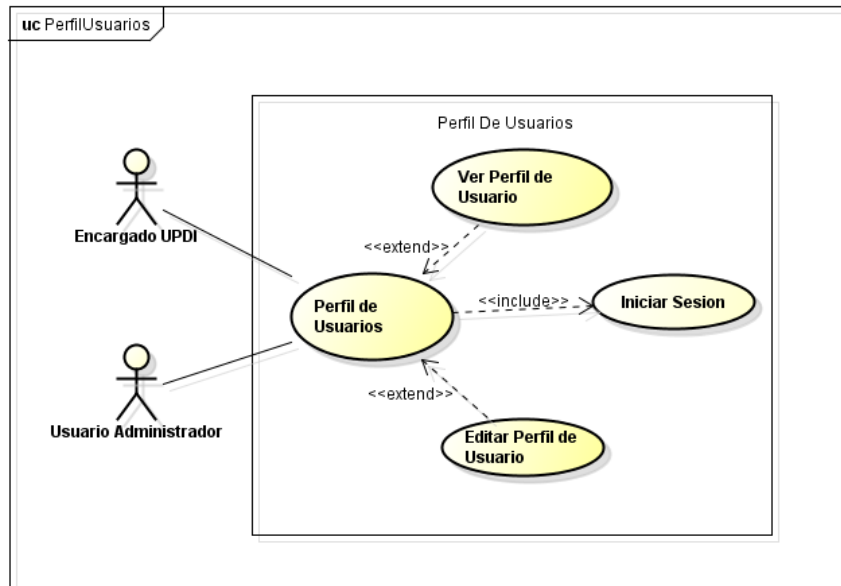 uc PerfilUsuarios
Perfil De Usuarios
Ver Perfil de
Usuario
Encargado UPDI
<<extend>>
Perfil de
Usuarios
<<include>>
Iniciar Sesion
<<extend>>
Usuario Administrador
Editar Perfil de
Usuario